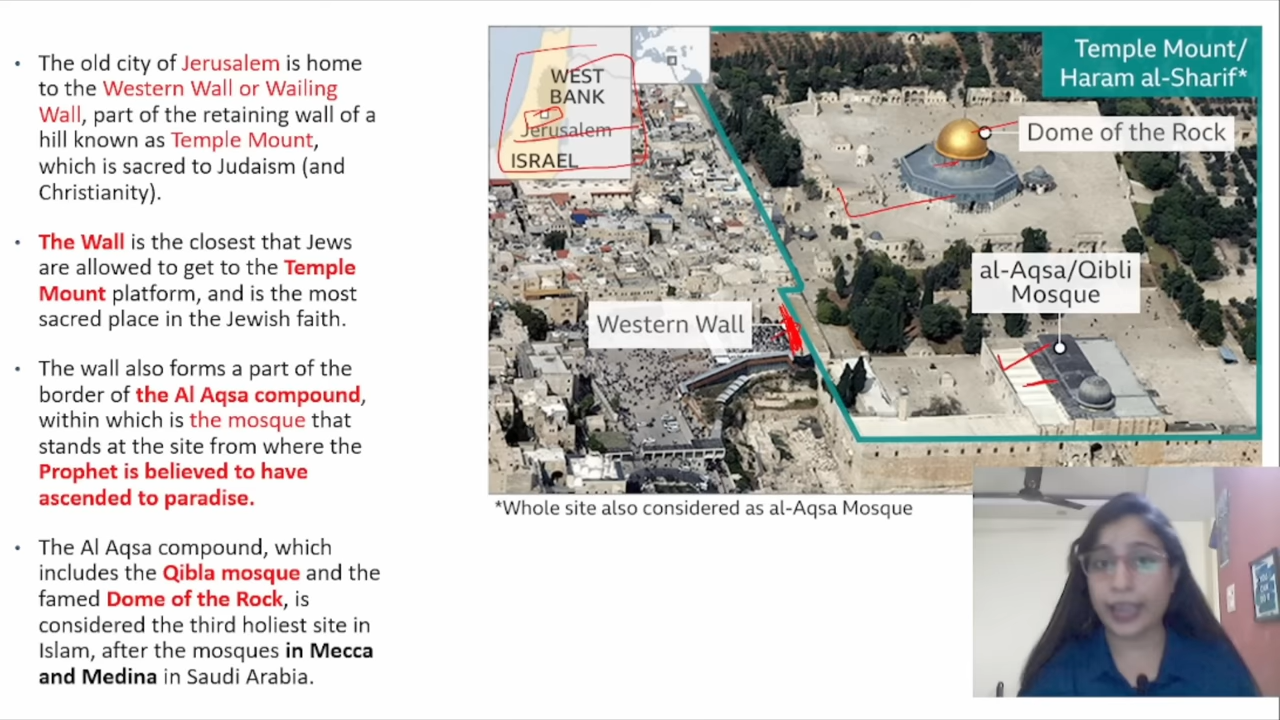 The old city of Jerusalem is home
to the Western Wall or Wailing
Wall, part of the retaining wall of a
hill known as Temple Mount,
which is sacred to Judaism (and
Christianity).
The Wall is the closest that Jews
are allowed to get to the Temple
Mount platform, and is the most
sacred place in the Jewish faith.
The wall also forms a part of the
border of the Al Aqsa compound,
within which is the mosque that
stands at the site from where the
Prophet is believed to have
ascended to paradise.
The Al Aqsa compound, which
includes the Qibla mosque and the
famed Dome of the Rock, is
considered the third holiest site in
Islam, after the mosques in Mecca
and Medina in Saudi Arabia.
WEST
BANK
Jerusalem
ISRAEL
Temple Mount/
Haram al-Sharif*
Dome of the Rock
al-Aqsa/Qibli
Mosque
Western Wall
*Whole site also considered as al-Aqsa Mosque